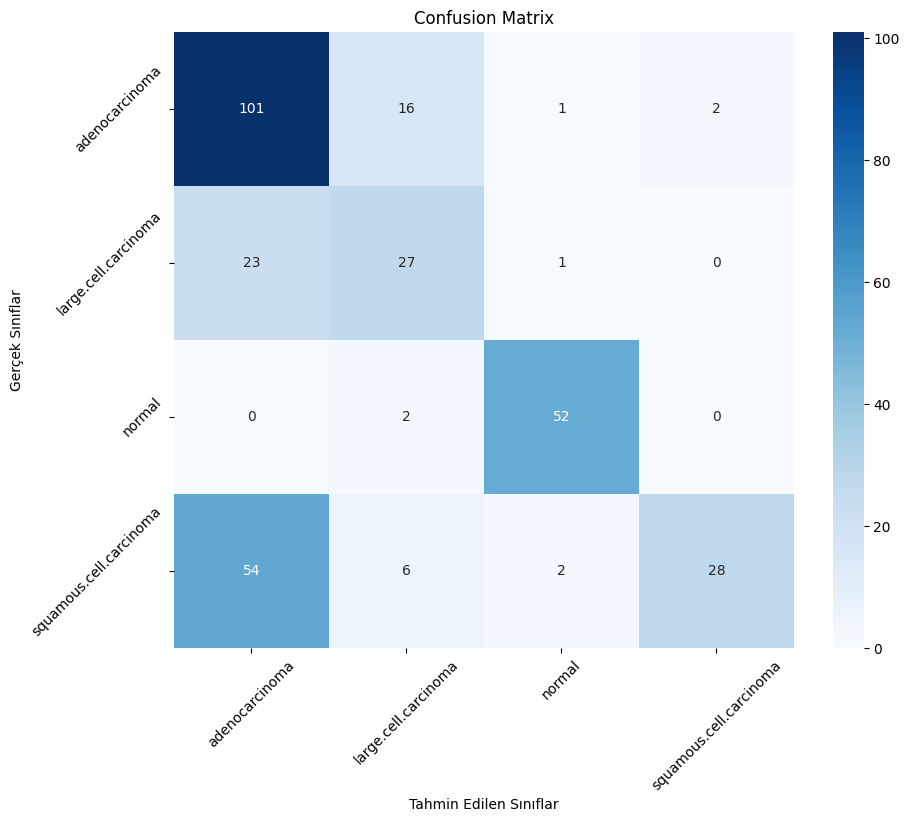 Confusion Matrix
Gerçek Sınıflar
adenocarcinoma
101 16 1 2
large.cell.carcinoma
23 27 1 0
normal
0 2 52 0
squamous.cell.carcinoma
54 6 2 28
adenocarcinoma
large.cell.carcinoma
normal
squamous.cell.carcinoma
Tahmin Edilen Sınıflar
100
80
60
40
20
0